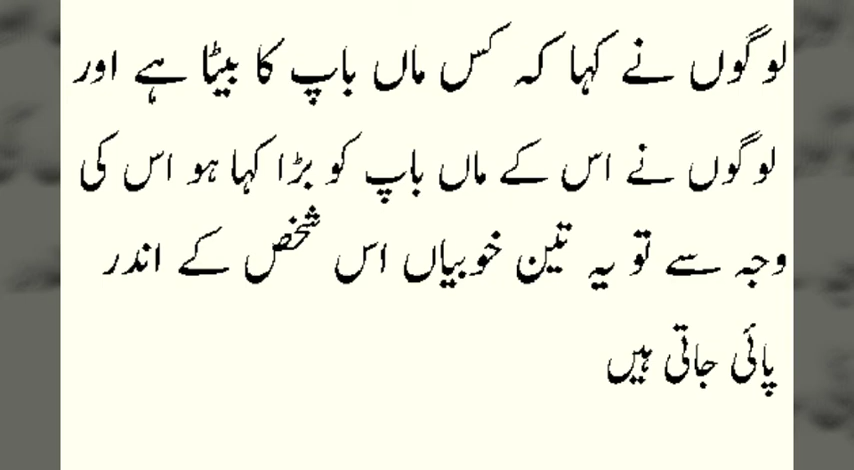 لوگوں نے کہا کہ کس ماں باپ کا بیٹا ہے اور
لوگوں نے اس کے ماں باپ کو بڑا کہا ہو اس کی
وجہ سے تو یہ تین خوبیاں اس شخص کے اندر
پائی جاتی ہیں